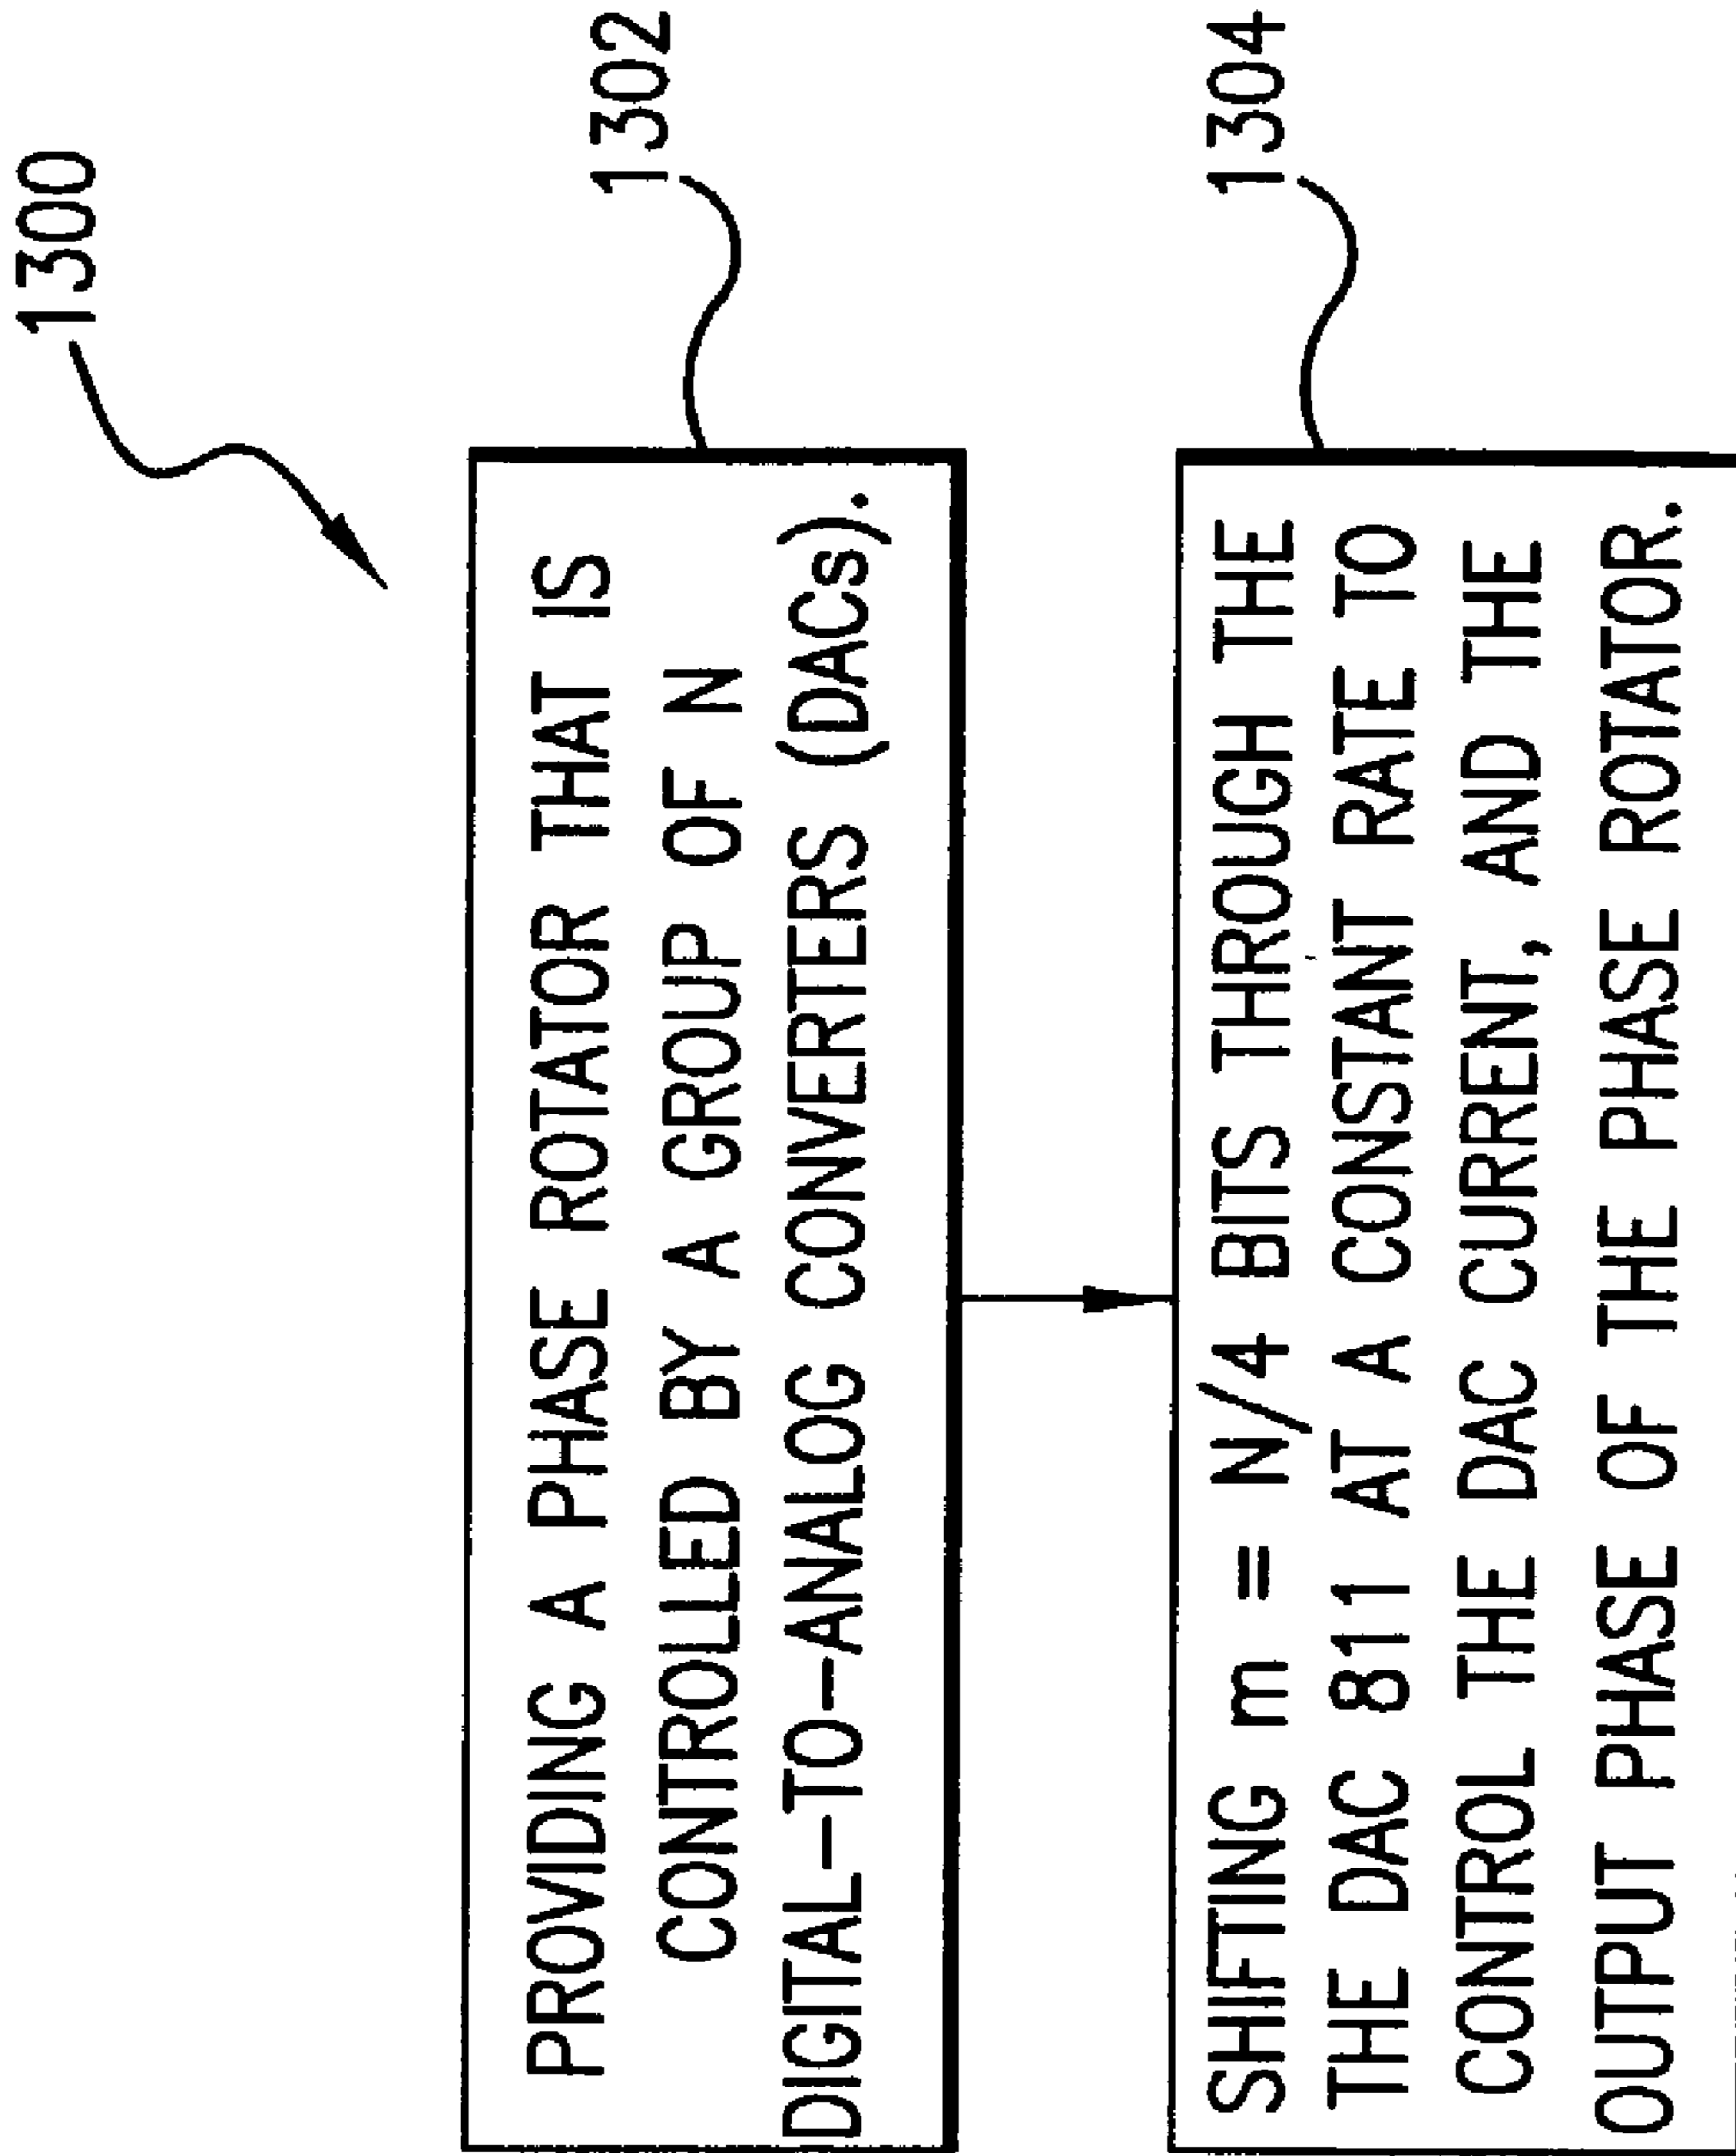 1300
1302
PROVIDING A PHASE ROTATOR THAT IS
CONTROLLED BY A GROUP OF N
DIGITAL-TO-ANALOG CONVERTERS (DACs).
1304
SHIFTING m = N/4 BITS THROUGH THE
THE DAC 811 AT A CONSTANT RATE TO
CONTROL THE DAC CURRENT, AND THE
OUTPUT PHASE OF THE PHASE ROTATOR.